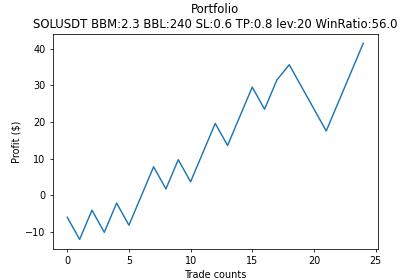 Portfolio
SOLUSDT BBM:2.3 BBL:240 SL:0.6 TP:0.8 lev:20 WinRatio:56.0
40
30
20
10
0
−10
Profit ($)
0 5 10 15 20 25
Trade counts